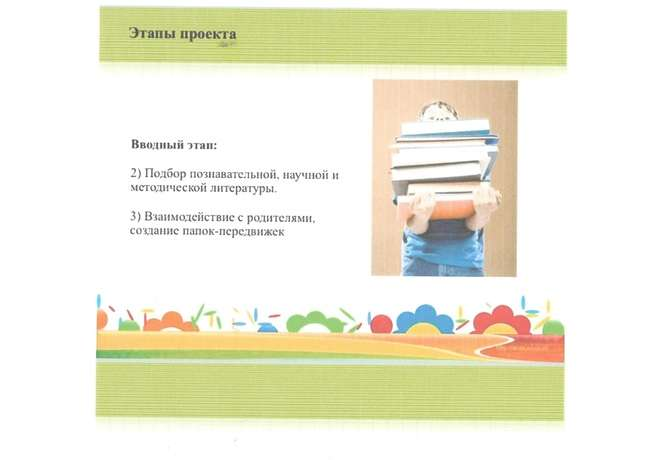 Этапы проекта
Вводный этап:
2) Подбор познавательной, научной и
методической литературы.
3) Взаимодействие с родителями,
создание папок-передвижек